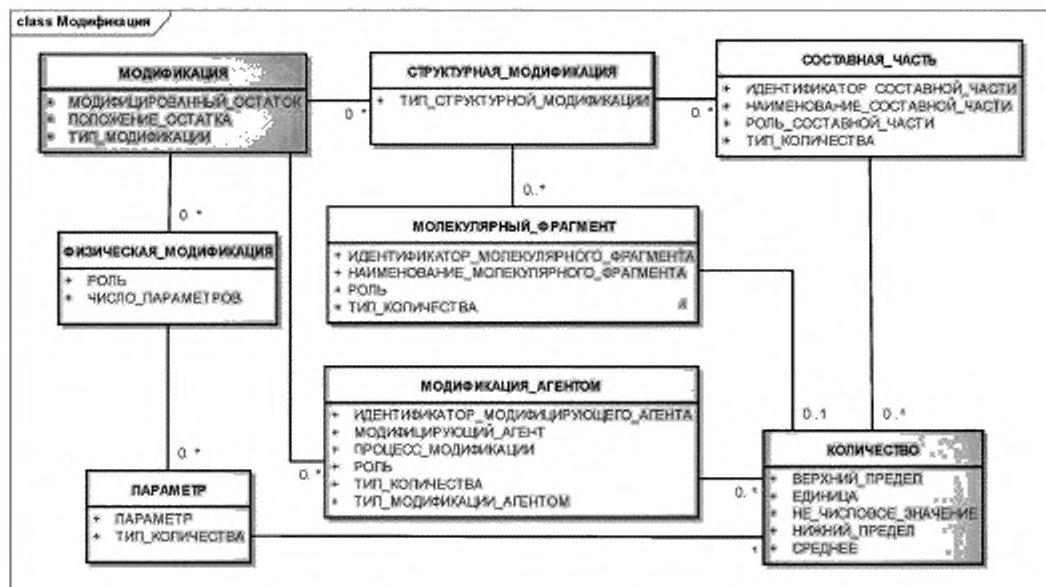 class Модификация
МОДИФИКАЦИЯ
+ МОДИФИЦИРОВАННЫЙ_ОСТАТОК
+ ПОЛОЖЕНИЕ_ОСТАТКА
+ ТИП_МОДИФИКАЦИИ
0..*
СТРУКТУРНАЯ_МОДИФИКАЦИЯ
+ ТИП_СТРУКТУРНОЙ_МОДИФИКАЦИИ
0..*
СОСТАВНАЯ_ЧАСТЬ
+ ИДЕНТИФИКАТОР_СОСТАВНОЙ_ЧАСТИ
+ НАИМЕНОВАНИЕ_СОСТАВНОЙ_ЧАСТИ
+ РОЛЬ_СОСТАВНОЙ_ЧАСТИ
+ ТИП_КОЛИЧЕСТВА
0..*
0..*
ФИЗИЧЕСКАЯ_МОДИФИКАЦИЯ
+ РОЛЬ
+ ЧИСЛО_ПАРАМЕТРОВ
МОЛЕКУЛЯРНЫЙ_ФРАГМЕНТ
+ ИДЕНТИФИКАТОР_МОЛЕКУЛЯРНОГО_ФРАГМЕНТА
+ НАИМЕНОВАНИЕ_МОЛЕКУЛЯРНОГО_ФРАГМЕНТА
+ РОЛЬ
+ ТИП_КОЛИЧЕСТВА
МОДИФИКАЦИЯ_АГЕНТОМ
+ ИДЕНТИФИКАТОР_МОДИФИЦИРУЮЩЕГО_АГЕНТА
+ МОДИФИЦИРУЮЩИЙ_АГЕНТ
+ ПРОЦЕСС_МОДИФИКАЦИИ
+ РОЛЬ
+ ТИП_КОЛИЧЕСТВА
+ ТИП_МОДИФИКАЦИИ_АГЕНТОМ
0..*
0..1
0..1
КОЛИЧЕСТВО
+ ВЕРХНИЙ_ПРЕДЕЛ
+ ЕДИНИЦА
+ НЕ_ЧИСЛОВОЕ_ЗНАЧЕНИЕ
+ НИЖНИЙ_ПРЕДЕЛ
+ СРЕДНЕЕ
0..*
ПАРАМЕТР
+ ПАРАМЕТР
+ ТИП_КОЛИЧЕСТВА